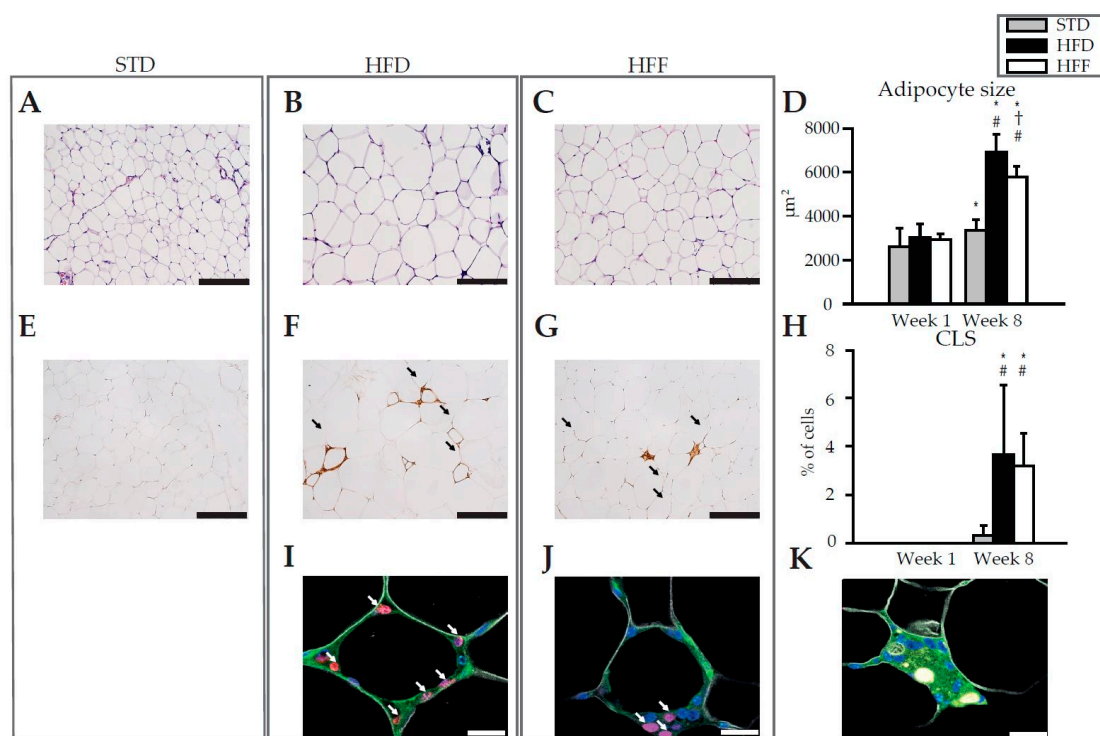 STD
HFD
HFF
STD
HFD
HFF
A
B
C
D
Adipocyte size
8000
6000
4000
2000
0
µm²
*
*
#
*
†
#
Week 1
Week 8
E
F
G
H
CLS
8
6
4
2
0
% of cells
*
#
*
#
Week 1
Week 8
I
J
K